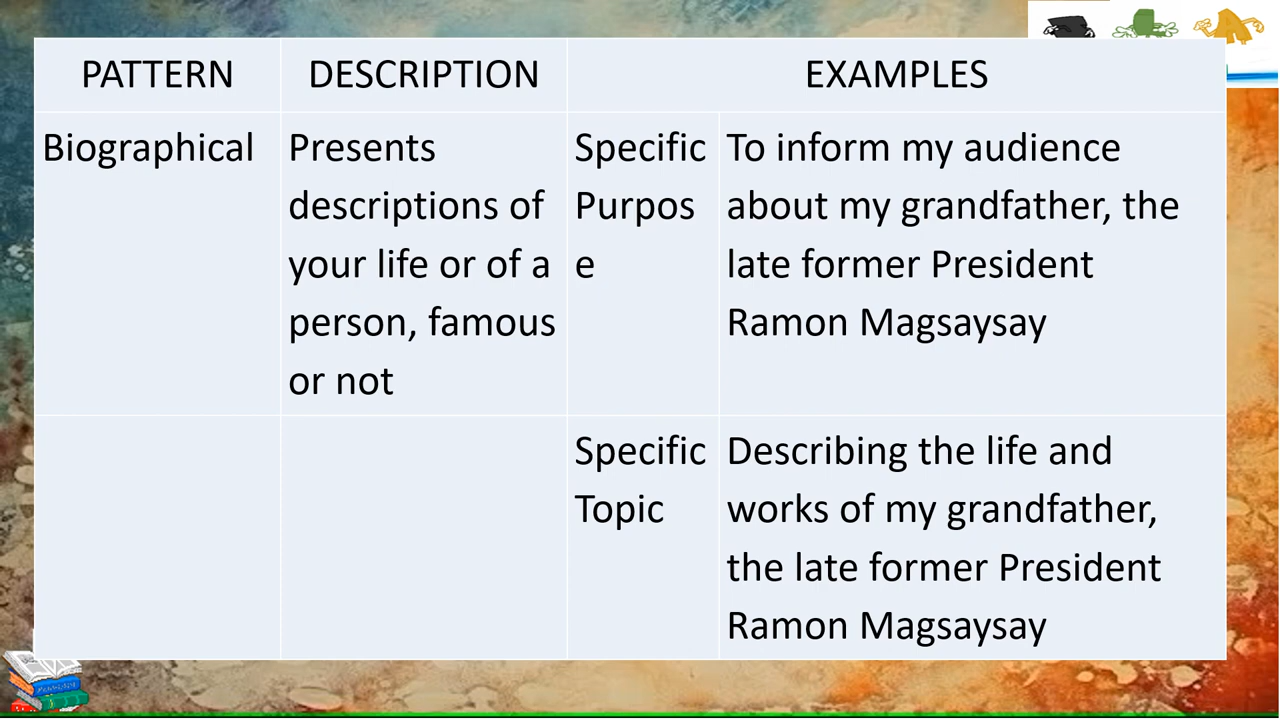 PATTERN
DESCRIPTION
EXAMPLES
Biographical
Presents
descriptions of
your life or of a
person, famous
or not
Specific
Purpos
e
To inform my audience
about my grandfather, the
late former President
Ramon Magsaysay
Specific
Topic
Describing the life and
works of my grandfather,
the late former President
Ramon Magsaysay